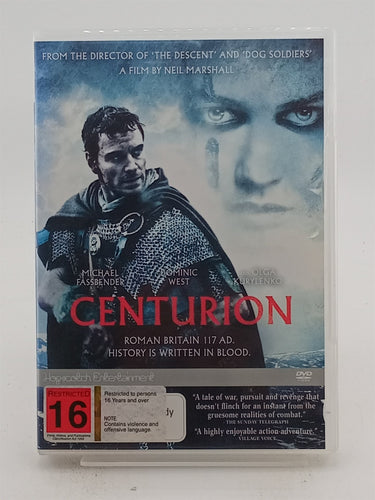 FROM THE DIRECTOR OF 'THE DESCENT' AND 'DOG SOLDIERS'
A FILM BY NEIL MARSHALL
MICHAEL DOMINIC OLGA
FASSBENDER WEST KURYLENKO
CENTURION
ROMAN BRITAIN 117 AD.
HISTORY IS WRITTEN IN BLOOD.
Hopscotch Entertainment
DVD
RESTRICTED
16
Restricted to persons
16 Years and over
NOTE
Contains violence and
offensive language.
"A tale of war, pursuit and revenge that
doesn't flinch for an instant from the
gruesome realities of combat."
THE SUNDAY TELEGRAPH
"A highly enjoyable action-adventure."
VILLAGE VOICE